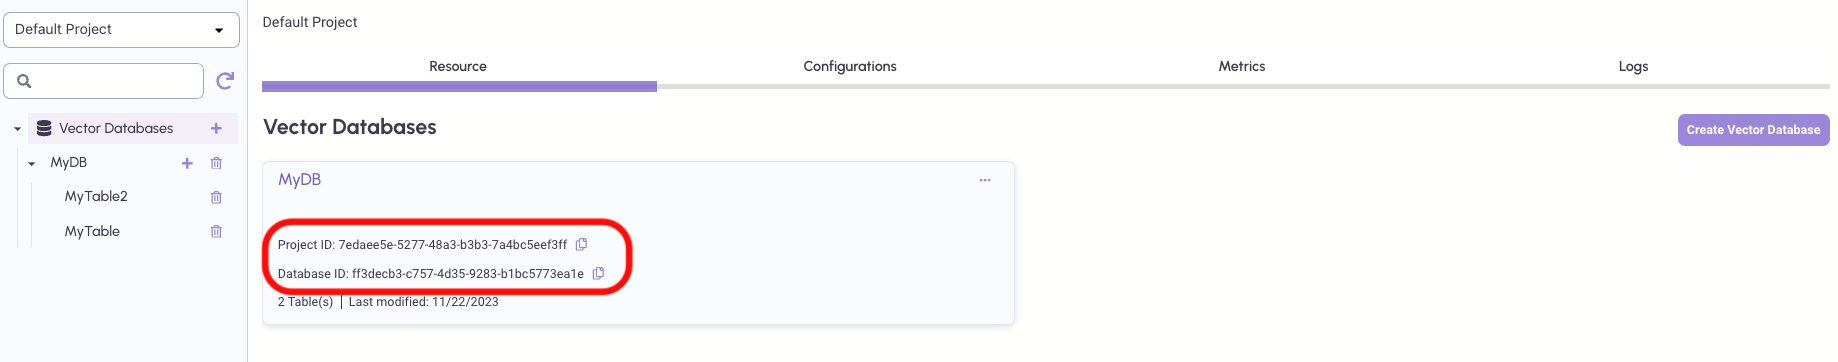 Default Project
Vector Databases
MyDB
MyTable2
MyTable
Default Project
Resource
Configurations
Metrics
Logs
Vector Databases
Create Vector Database
MyDB
Project ID: 7edaee5e-5277-48a3-b3b3-7a4bc5eef3ff
Database ID: ff3decb3-c757-4d35-9283-b1bc5773ea1e
2 Table(s) | Last modified: 11/22/2023